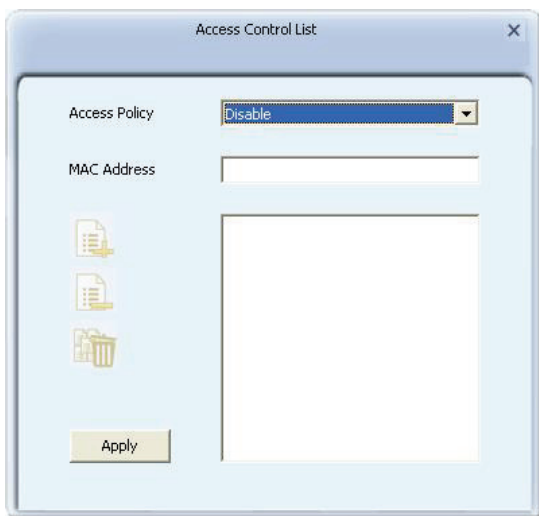 Access Control List
Access Policy
Disable
MAC Address
Apply